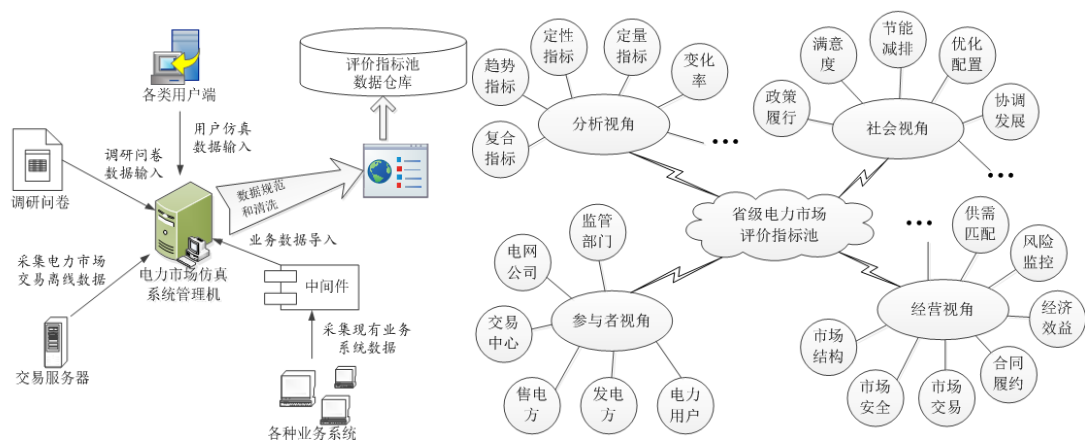 各类用户端
用户仿真
数据输入
评价指标池
数据仓库
调研问卷
数据输入
调研问卷
数据规范
和清洗
业务数据导入
采集电力市场
交易离线数据
电力市场仿真
系统管理机
中间件
采集现有业务
系统数据
交易服务器
各种业务系统
趋势
指标
定性
指标
定量
指标
变化
率
复合
指标
分析视角
•••
满意
度
节能
减排
优化
配置
政策
履行
协调
发展
社会视角
•••
省级电力市场
评价指标池
监管
部门
电网
公司
交易
中心
参与者视角
售电
方
发电
方
电力
用户
•••
供需
匹配
风险
监控
经营视角
经济
效益
市场
结构
合同
履约
市场
安全
市场
交易